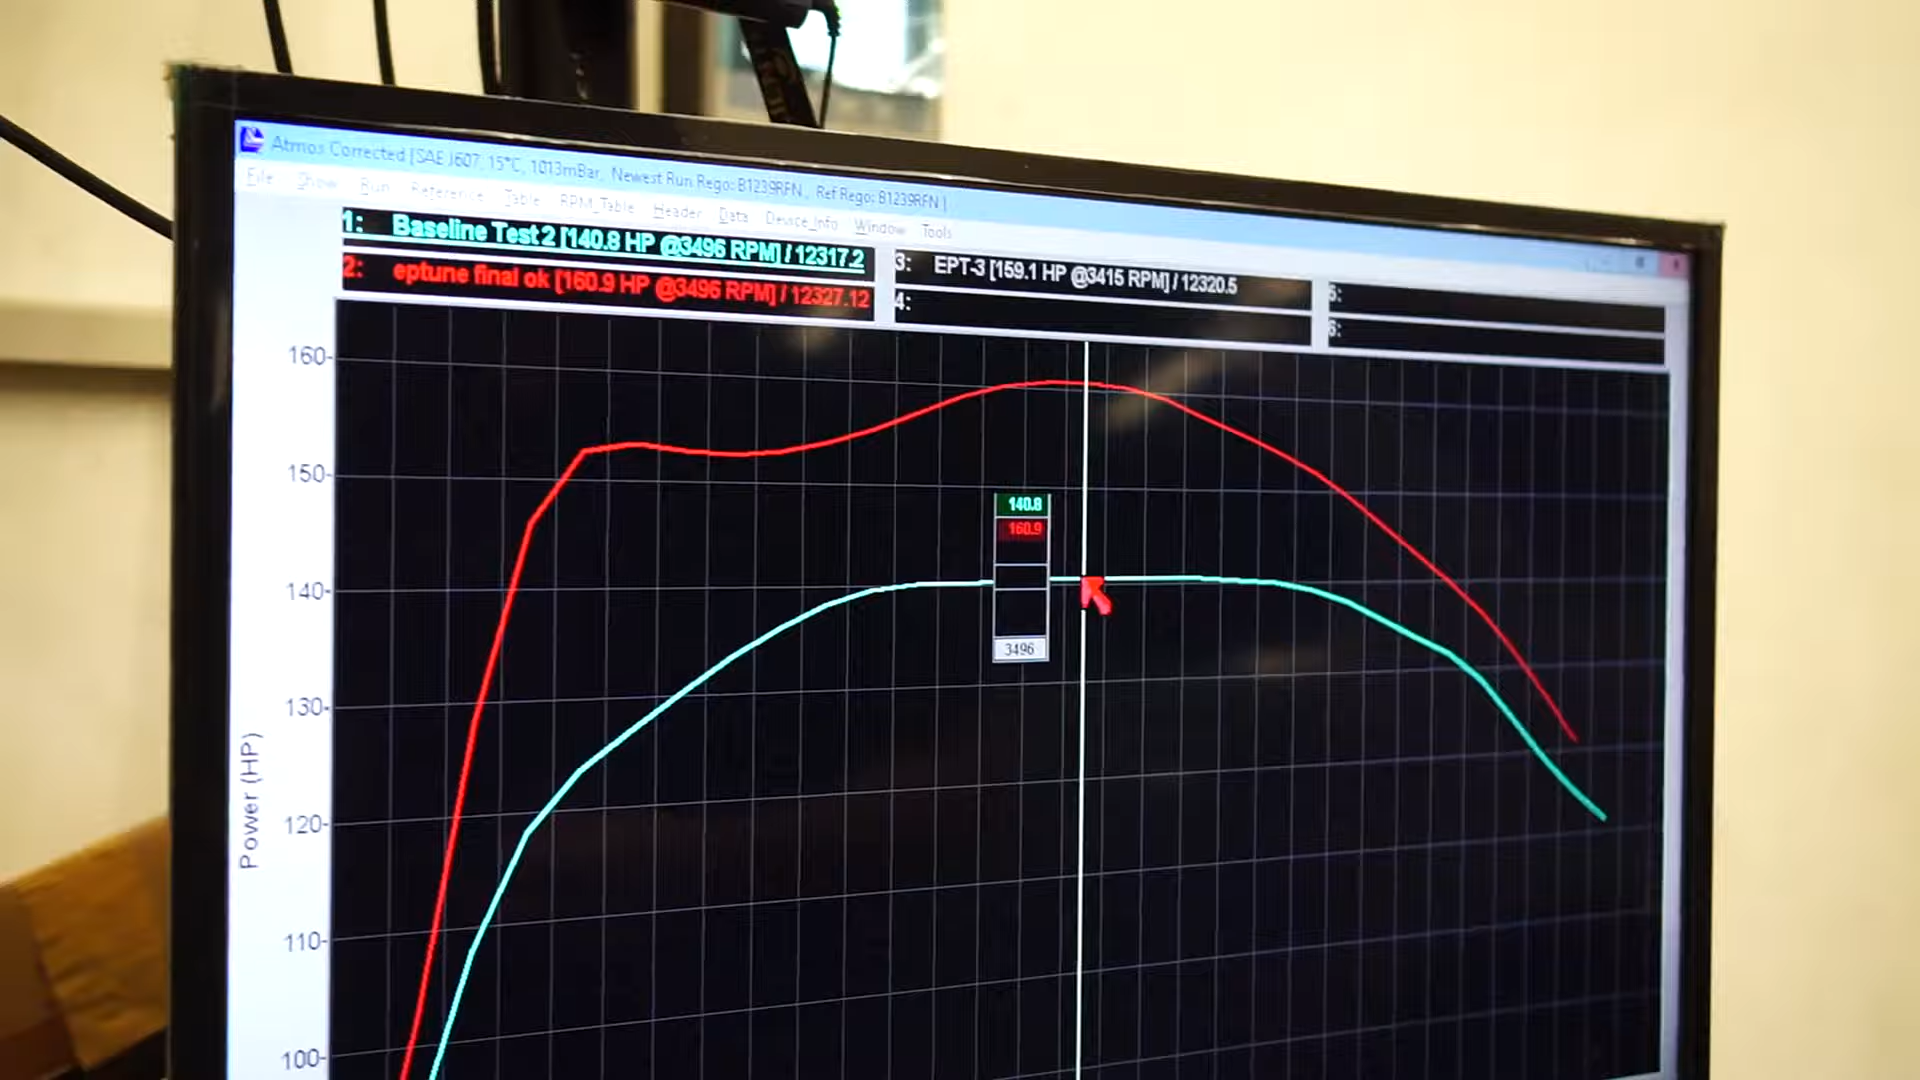 Atmos Corrected [SAE J607, 15°C, 1013mBar, Newest Run Rego: B1239RFN, Ref Rego: B1239RFN ]
File Show Run Reference Table RPM_Table Header Data Device_Info Window Tools
1: Baseline Test 2 [140.8 HP @3496 RPM] / 12317.2
2: eptune final ok [160.9 HP @3496 RPM] / 12327.12
3: EPT-3 [159.1 HP @3415 RPM] / 12320.5
4:
5:
6:
160
150
140
130
120
110
100
Power (HP)
140.8
160.9
3496